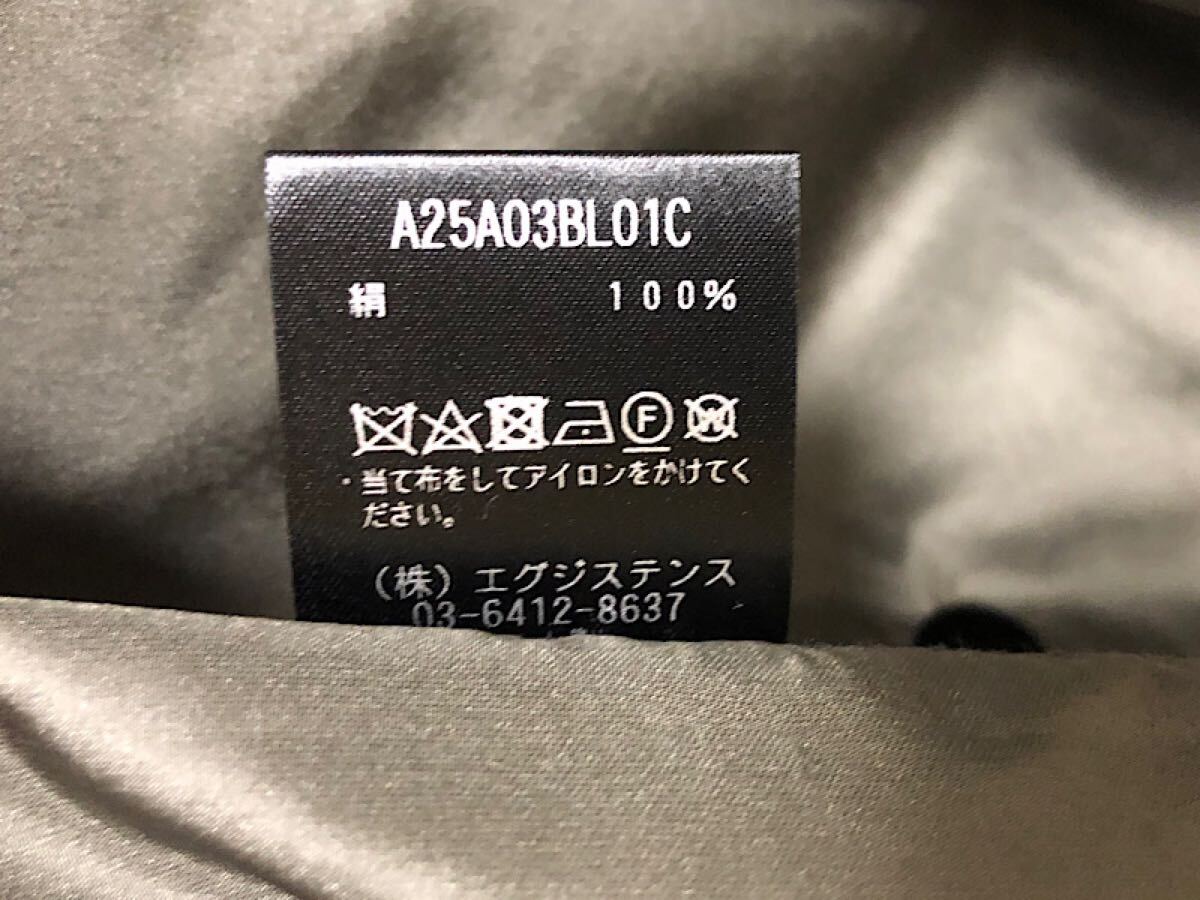 A25A03BL01C
絹 100%
F W
・当て布をしてアイロンをかけてく
ださい。
(株)エグジステンス
03-6412-8637